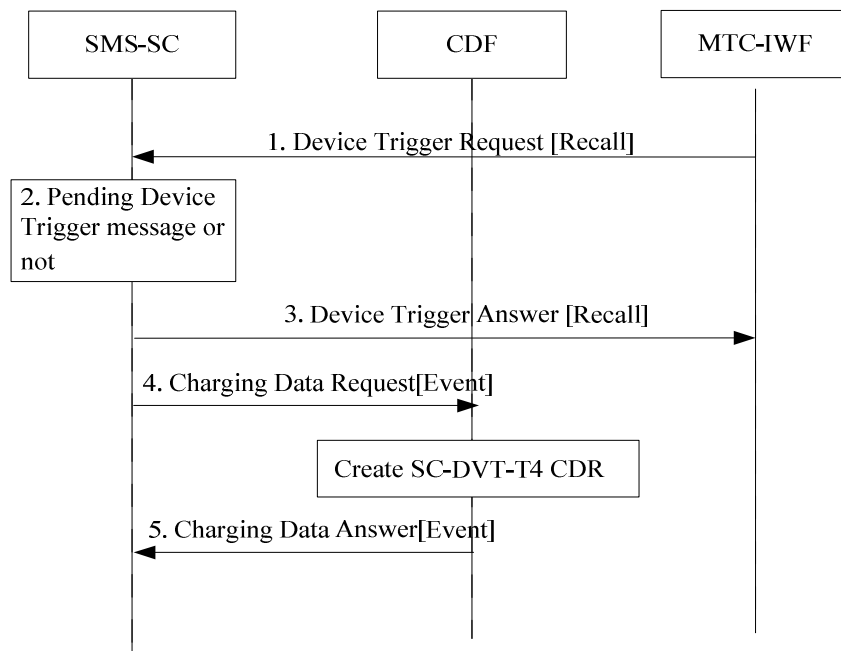 SMS-SC
CDF
MTC-IWF
1. Device Trigger Request [Recall]
2. Pending Device
Trigger message or
not
3. Device Trigger Answer [Recall]
4. Charging Data Request[Event]
Create SC-DVT-T4 CDR
5. Charging Data Answer[Event]